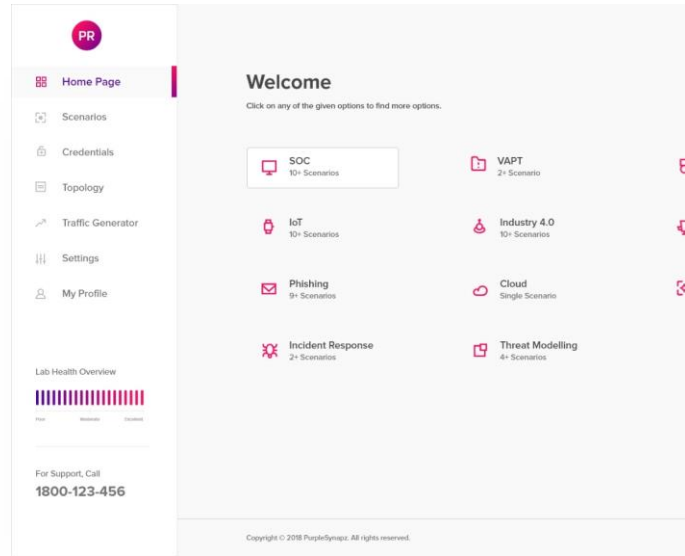 PR
Home Page
Scenarios
Credentials
Topology
Traffic Generator
Settings
My Profile
Lab Health Overview
Poor Moderate Excellent
For Support, Call
1800-123-456
Welcome
Click on any of the given options to find more options.
SOC
10+ Scenarios
VAPT
2+ Scenario
IoT
10+ Scenarios
Industry 4.0
10+ Scenarios
Phishing
9+ Scenarios
Cloud
Single Scenario
Incident Response
2+ Scenarios
Threat Modelling
4+ Scenarios
Copyright © 2018 PurpleSynapz. All rights reserved.